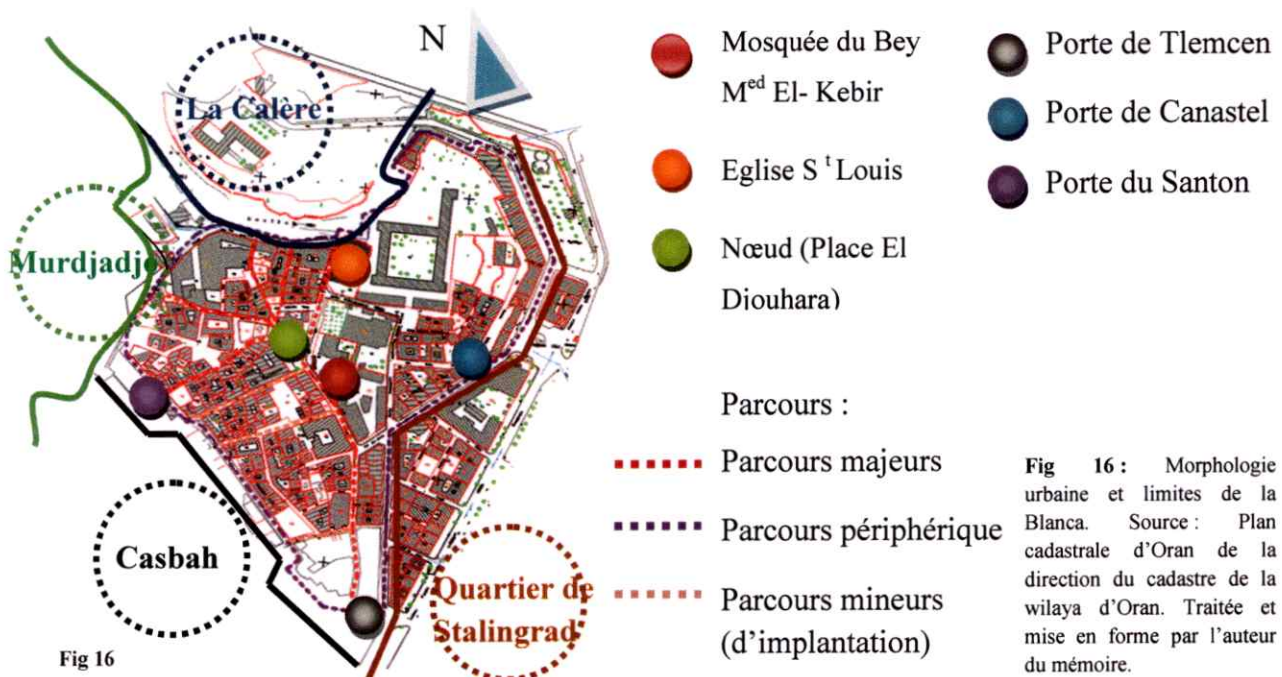 N
La Calère
Murdjadjo
Casbah
Quartier de
Stalingrad
Fig 16
Mosquée du Bey
Med El- Kebir
Eglise S t Louis
Nœud (Place El
Djouhara)
Porte de Tlemcen
Porte de Canastel
Porte du Santon
Parcours :
Parcours majeurs
Parcours périphérique
Parcours mineurs
(d’implantation)
Fig 16 : Morphologie
urbaine et limites de la
Blanca. Source : Plan
cadastrale d’Oran de la
direction du cadastre de la
wilaya d’Oran. Traitée et
mise en forme par l’auteur
du mémoire.